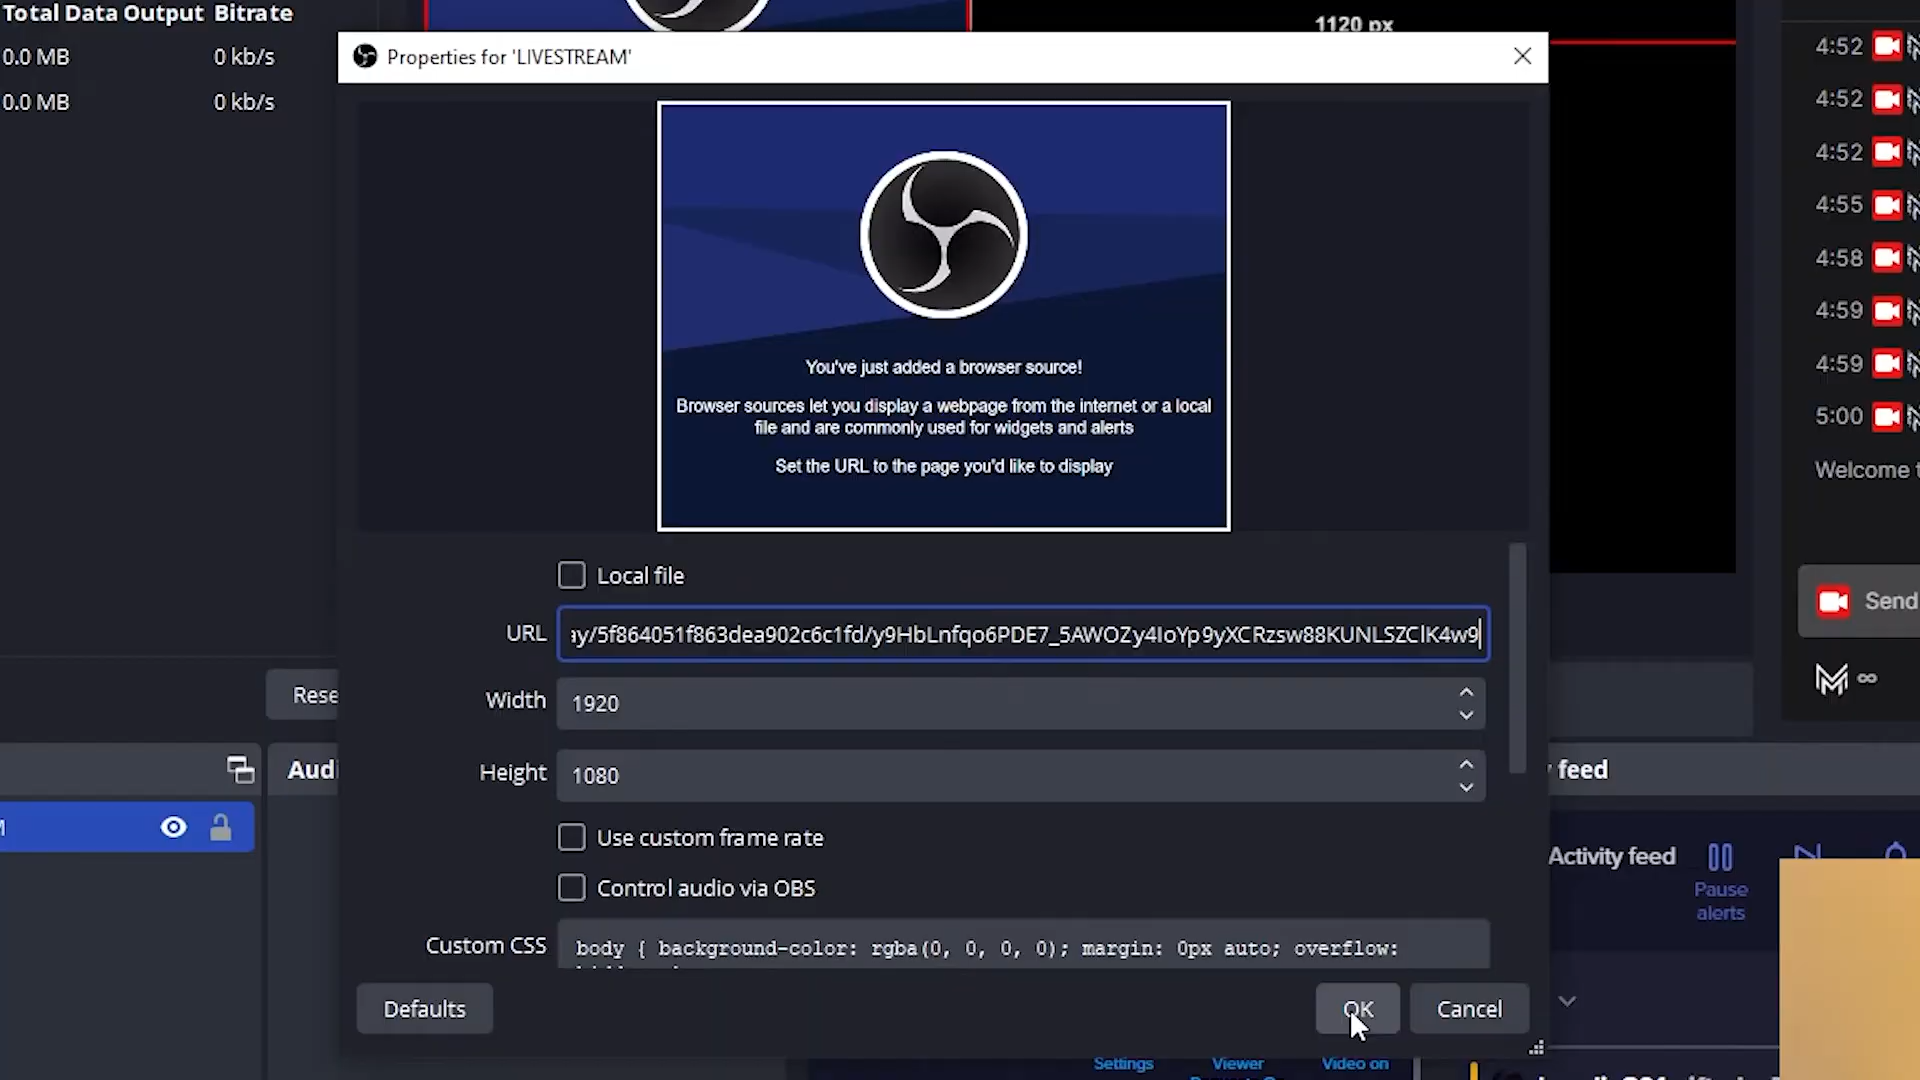 Total Data Output Bitrate
0.0 MB 0 kb/s
0.0 MB 0 kb/s
1120 px
Properties for 'LIVESTREAM'
You've just added a browser source!
Browser sources let you display a webpage from the internet or a local
file and are commonly used for widgets and alerts
Set the URL to the page you'd like to display
Local file
URL ay/5f864051f863dea902c6c1fd/y9HbLnfqo6PDE7_5AWOZy4IoYp9yXCRzsw88KUNLSZClK4w9
Width 1920
Height 1080
Use custom frame rate
Control audio via OBS
Custom CSS body { background-color: rgba(0, 0, 0, 0); margin: 0px auto; overflow:
Defaults
OK
Cancel
4:52
4:52
4:52
4:55
4:58
4:59
4:59
5:00
Welcome
Send
Rese
Audi
feed
Activity feed
Pause
alerts
Settings
Viewer
Video on